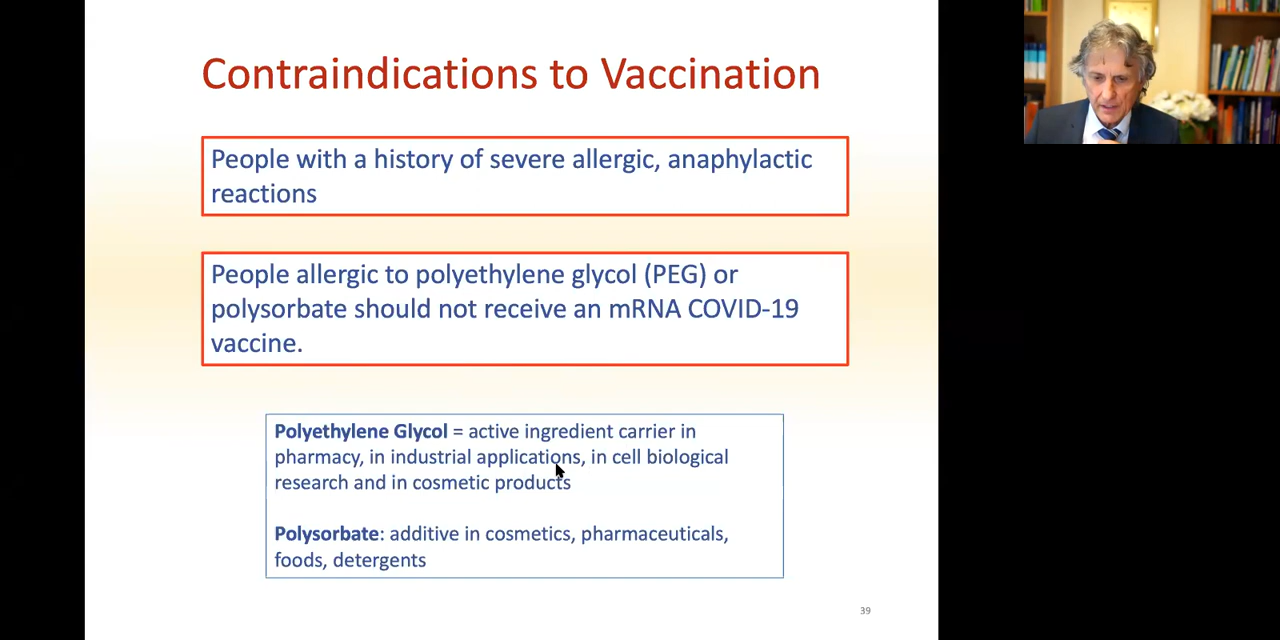 Contraindications to Vaccination
People with a history of severe allergic, anaphylactic
reactions
People allergic to polyethylene glycol (PEG) or
polysorbate should not receive an mRNA COVID-19
vaccine.
Polyethylene Glycol = active ingredient carrier in
pharmacy, in industrial applications, in cell biological
research and in cosmetic products
Polysorbate: additive in cosmetics, pharmaceuticals,
foods, detergents
39